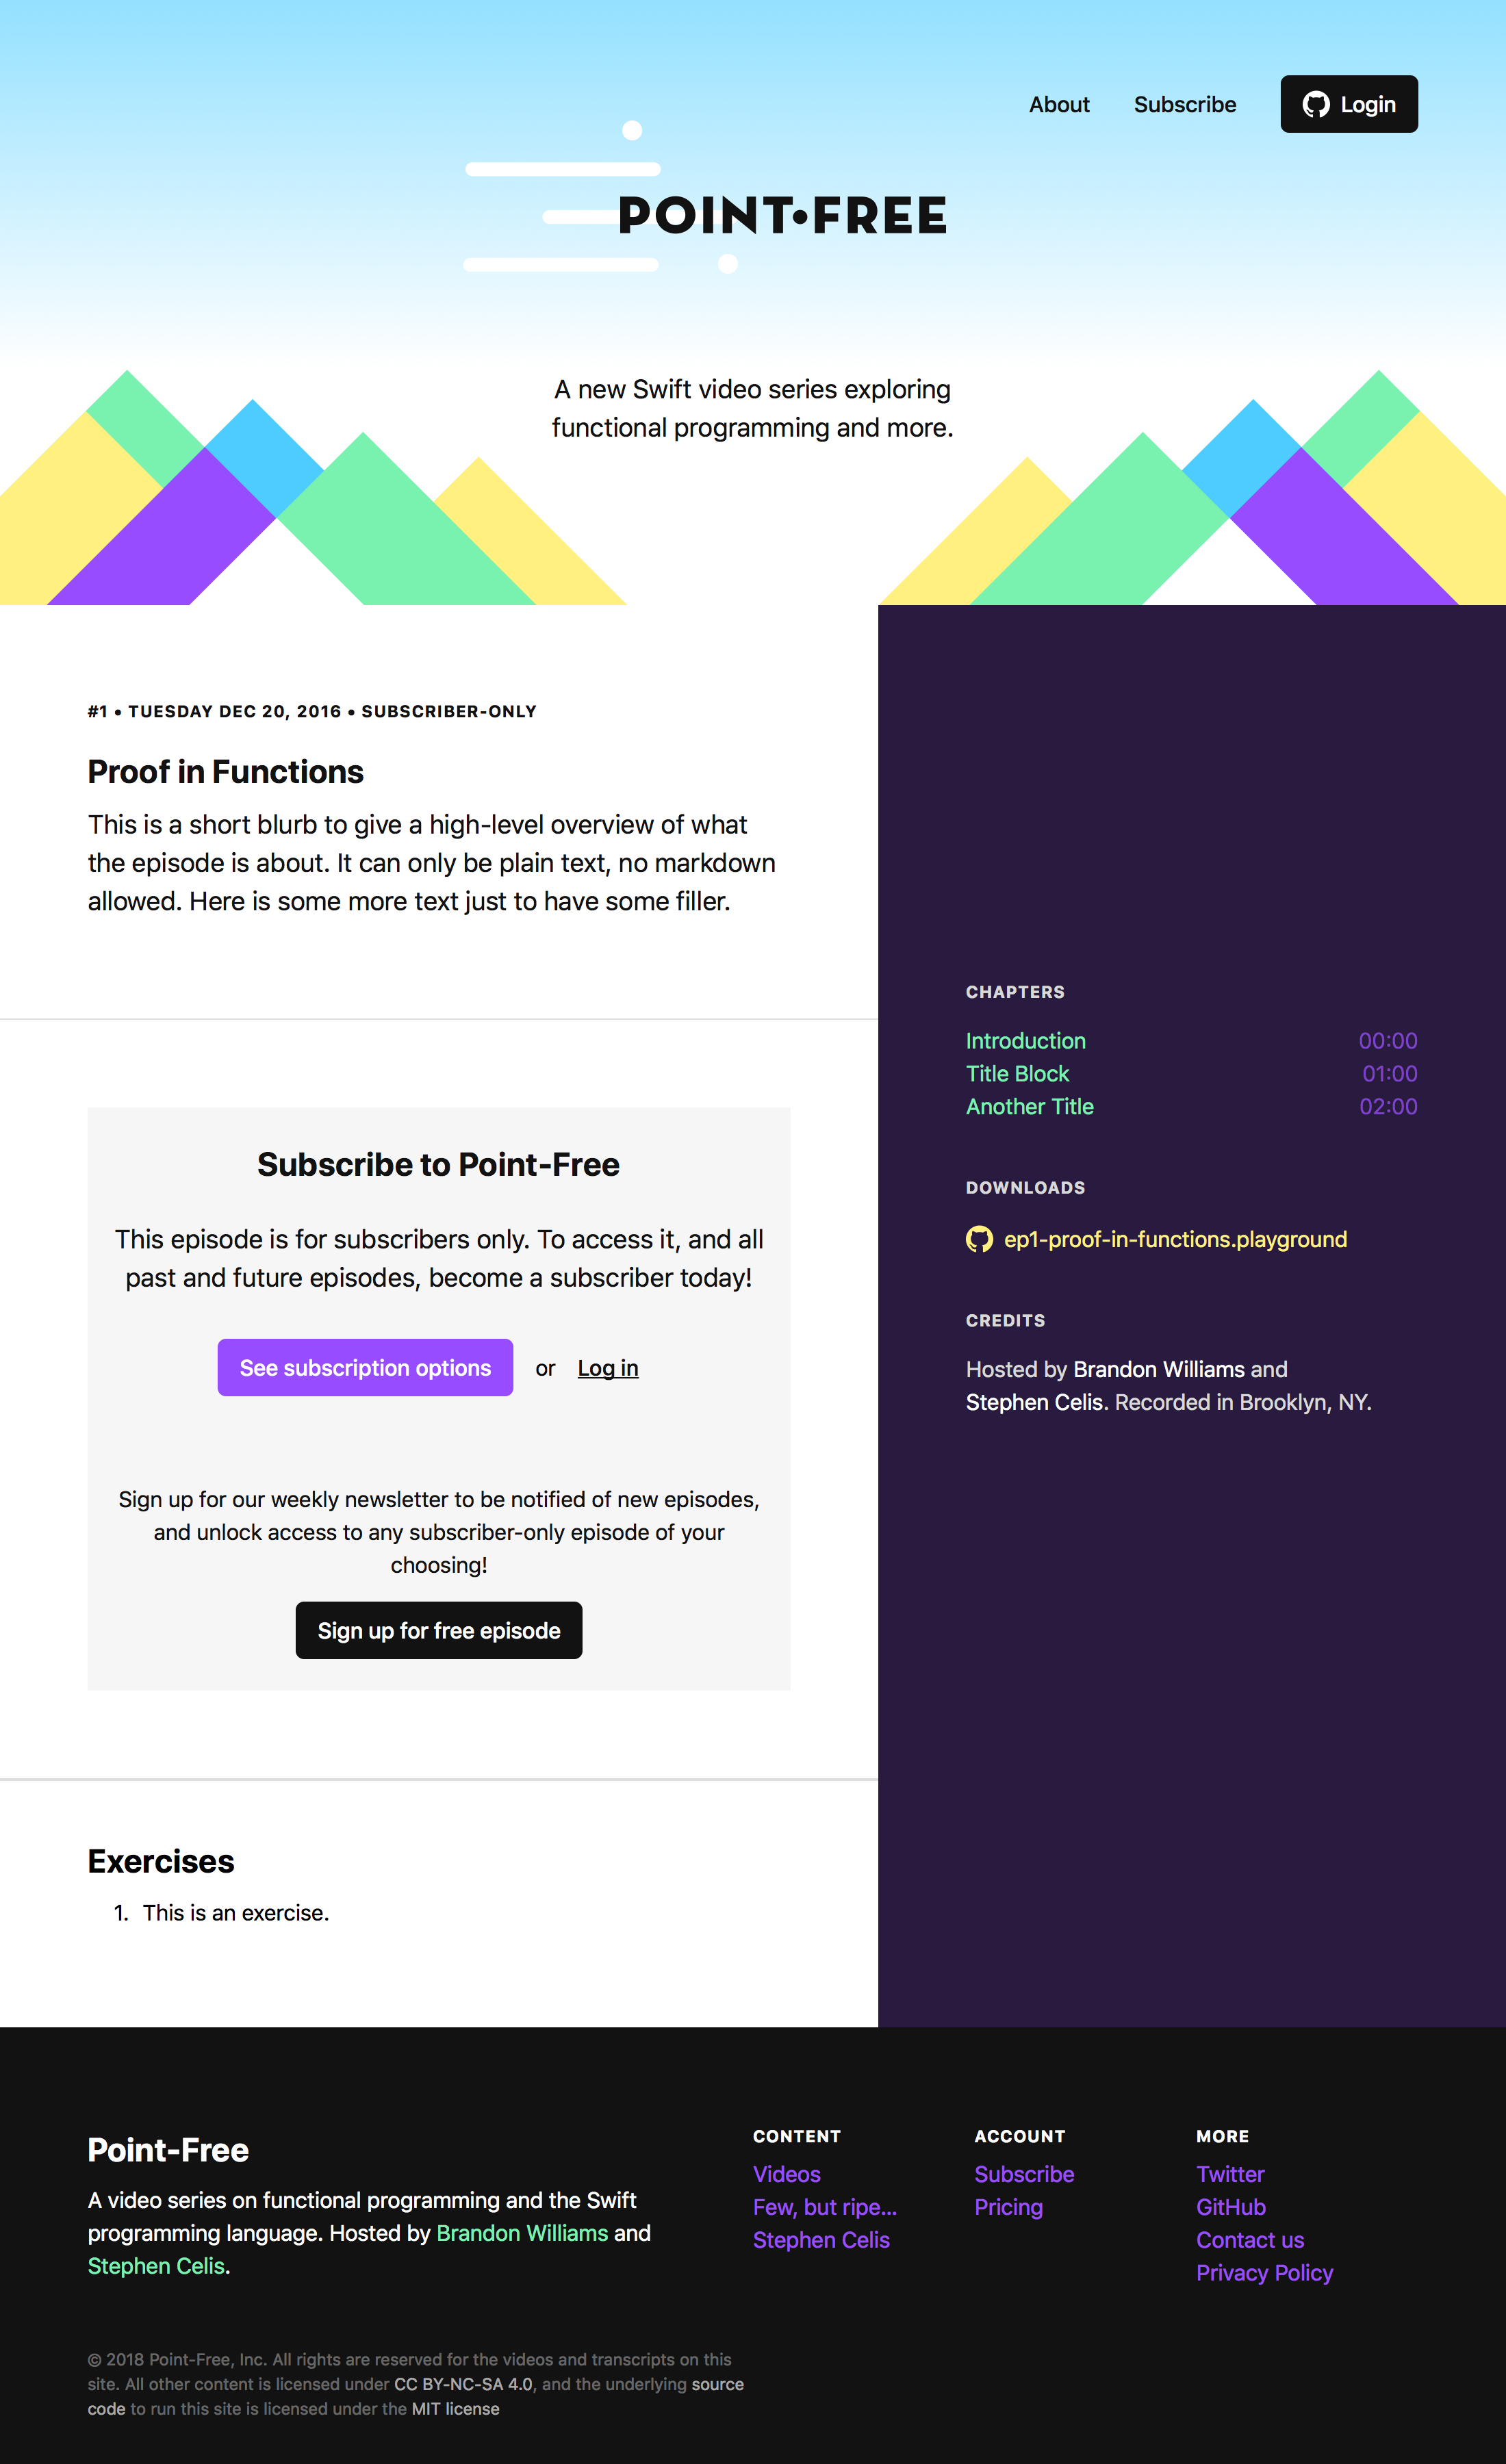 About Subscribe Login
POINT•FREE
A new Swift video series exploring
functional programming and more.
#1 • TUESDAY DEC 20, 2016 • SUBSCRIBER-ONLY
Proof in Functions
This is a short blurb to give a high-level overview of what
the episode is about. It can only be plain text, no markdown
allowed. Here is some more text just to have some filler.
Subscribe to Point-Free
This episode is for subscribers only. To access it, and all
past and future episodes, become a subscriber today!
See subscription options or Log in
Sign up for our weekly newsletter to be notified of new episodes,
and unlock access to any subscriber-only episode of your
choosing!
Sign up for free episode
Exercises
1. This is an exercise.
CHAPTERS
Introduction 00:00
Title Block 01:00
Another Title 02:00
DOWNLOADS
ep1-proof-in-functions.playground
CREDITS
Hosted by Brandon Williams and
Stephen Celis. Recorded in Brooklyn, NY.
Point-Free
A video series on functional programming and the Swift
programming language. Hosted by Brandon Williams and
Stephen Celis.
CONTENT
Videos
Few, but ripe...
Stephen Celis
ACCOUNT
Subscribe
Pricing
MORE
Twitter
GitHub
Contact us
Privacy Policy
© 2018 Point-Free, Inc. All rights are reserved for the videos and transcripts on this
site. All other content is licensed under CC BY-NC-SA 4.0, and the underlying source
code to run this site is licensed under the MIT license